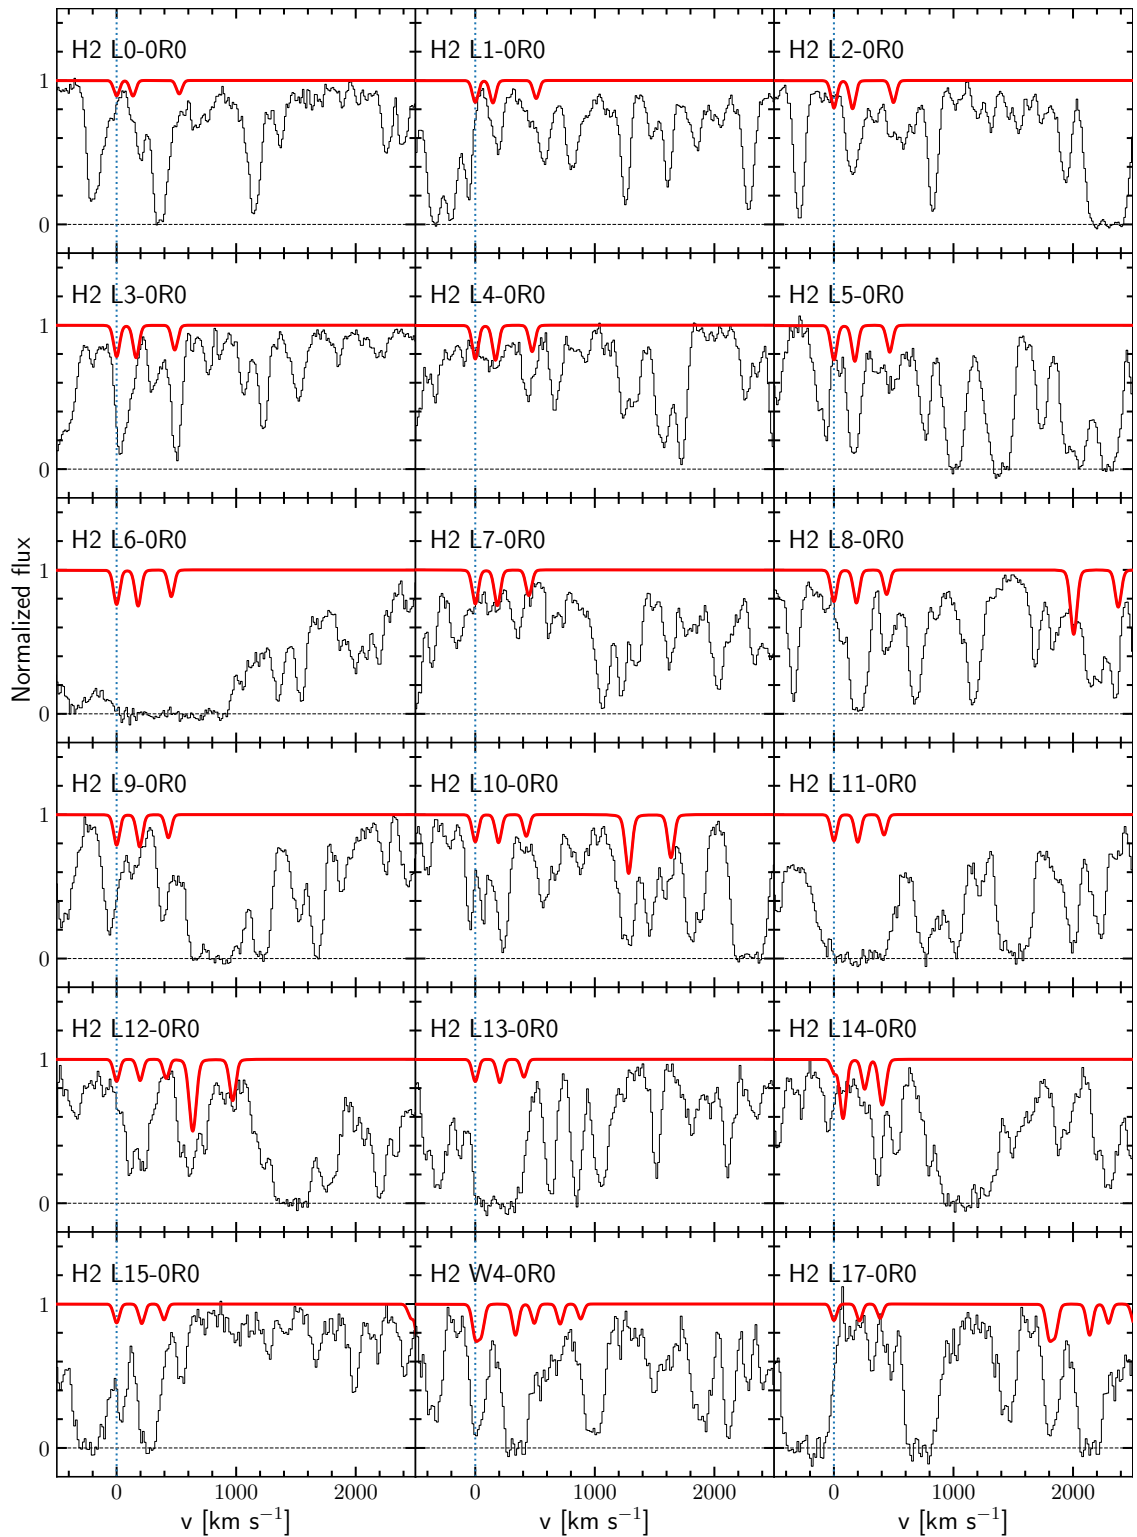 H2 L0-0R0 H2 L1-0R0 H2 L2-0R0
1
0
H2 L3-0R0 H2 L4-0R0 H2 L5-0R0
1
0
H2 L6-0R0 H2 L7-0R0 H2 L8-0R0
1
0
Normalized flux
H2 L9-0R0 H2 L10-0R0 H2 L11-0R0
1
0
H2 L12-0R0 H2 L13-0R0 H2 L14-0R0
1
0
H2 L15-0R0 H2 W4-0R0 H2 L17-0R0
1
0
0 1000 2000 0 1000 2000 0 1000 2000
v [km s⁻¹] v [km s⁻¹] v [km s⁻¹]